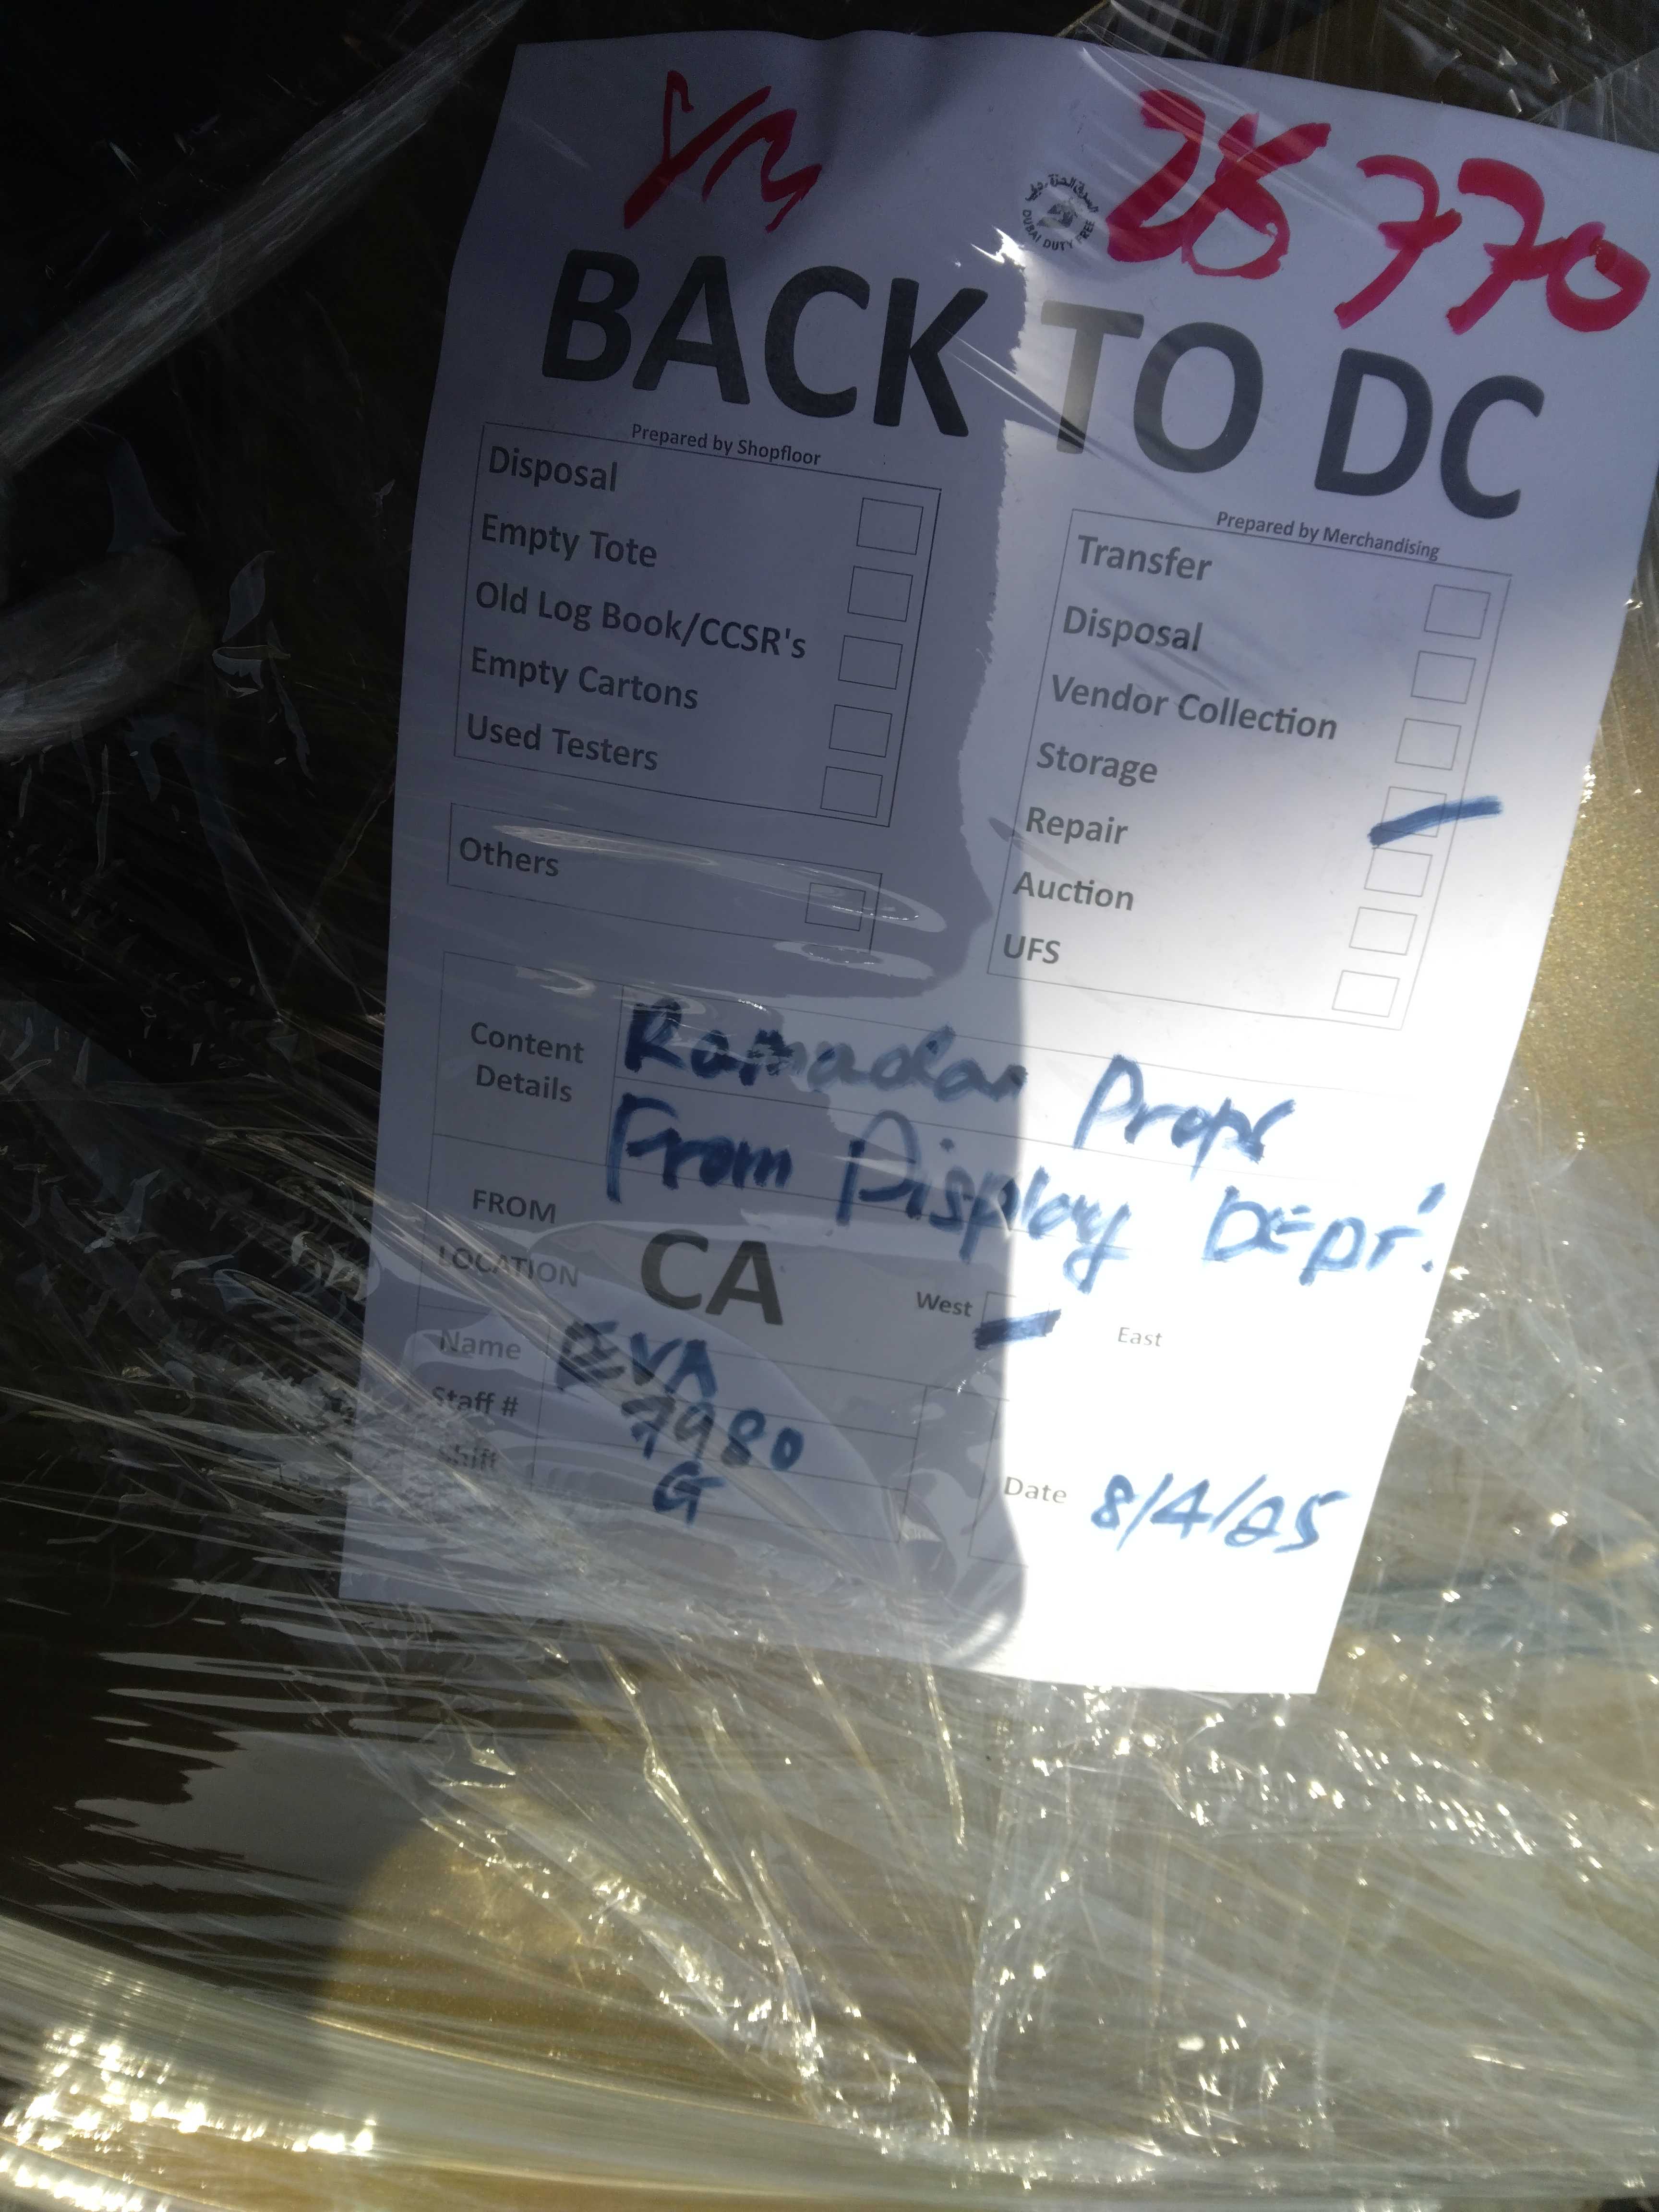 28770
DUBAI DUTY FREE
BACK TO DC
Prepared by Shopfloor
Disposal
Empty Tote
Old Log Book/CCSR's
Empty Cartons
Used Testers
Others
Prepared by Merchandising
Transfer
Disposal
Vendor Collection
Storage
Repair
Auction
UFS
Content Details
Ramadan Props
From Display DEPT.
FROM
LOCATION CA West East
Name EVA
Staff # 7980
Shift G
Date 8/4/25